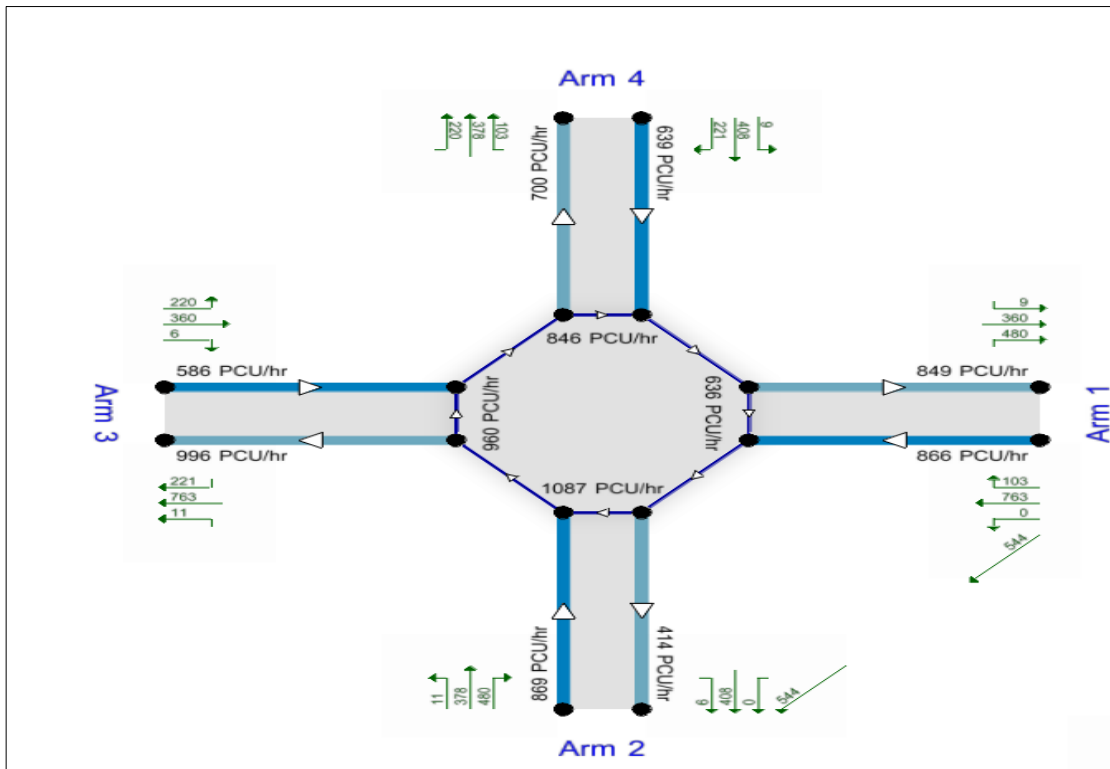 Arm 4
220
378
103
700 PCU/hr
639 PCU/hr
221
408
9
220
360
6
586 PCU/hr
846 PCU/hr
9
360
480
849 PCU/hr
Arm 3
960 PCU/hr
636 PCU/hr
Arm 1
996 PCU/hr
866 PCU/hr
221
763
11
1087 PCU/hr
103
763
0
544
11
378
480
869 PCU/hr
414 PCU/hr
6
408
0
544
Arm 2